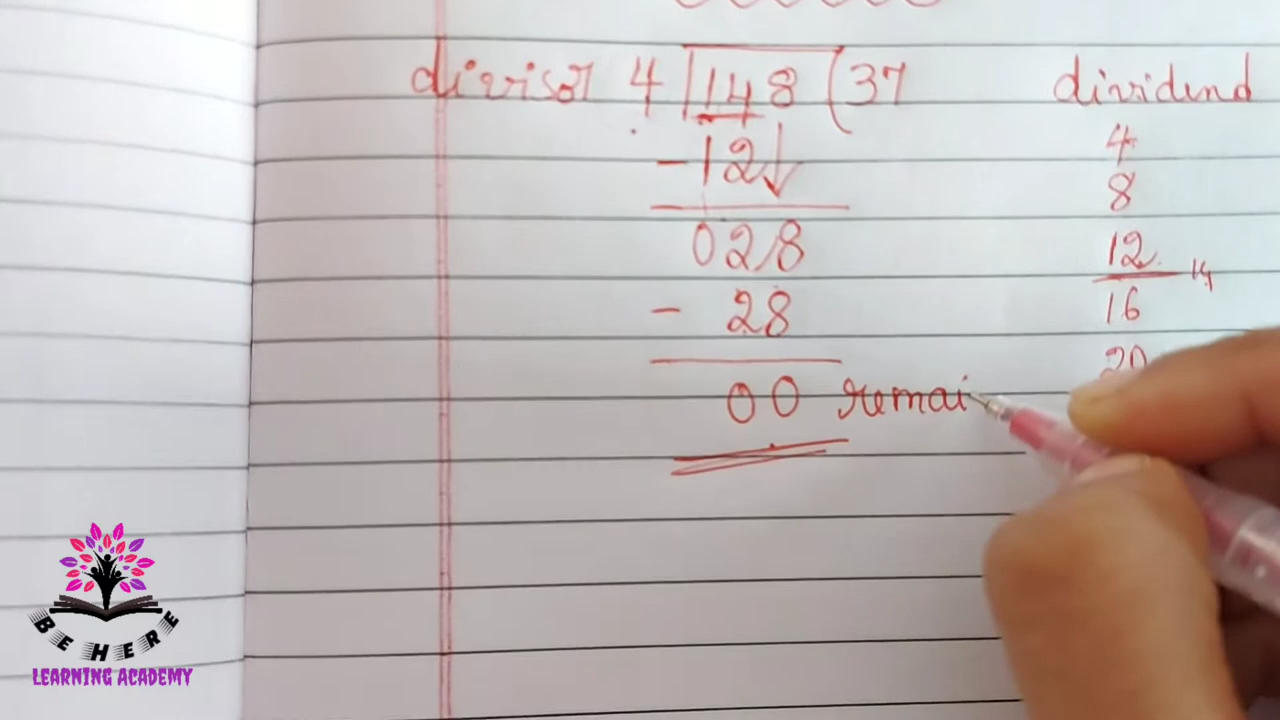 divisor 4 148 (37 dividend
-12↓ 4
8
028 12
14
- 28 16
20
00 remai
BE HERE
LEARNING ACADEMY